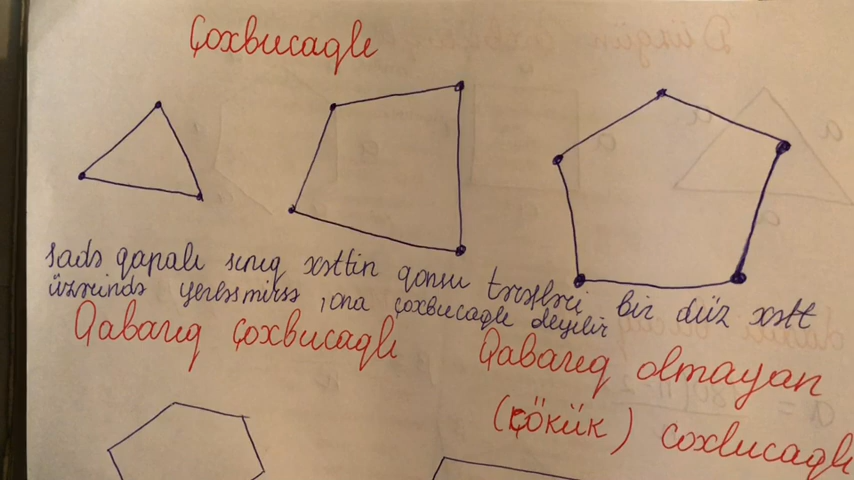 Çoxbucaqlı
Sadə qapalı sınıq xəttin qonşu tərəfləri bir düz xətt
üzərində yerləşmirsə, ona çoxbucaqlı deyilir
Qabarıq çoxbucaqlı
Qabarıq olmayan
(çökük) çoxbucaqlı